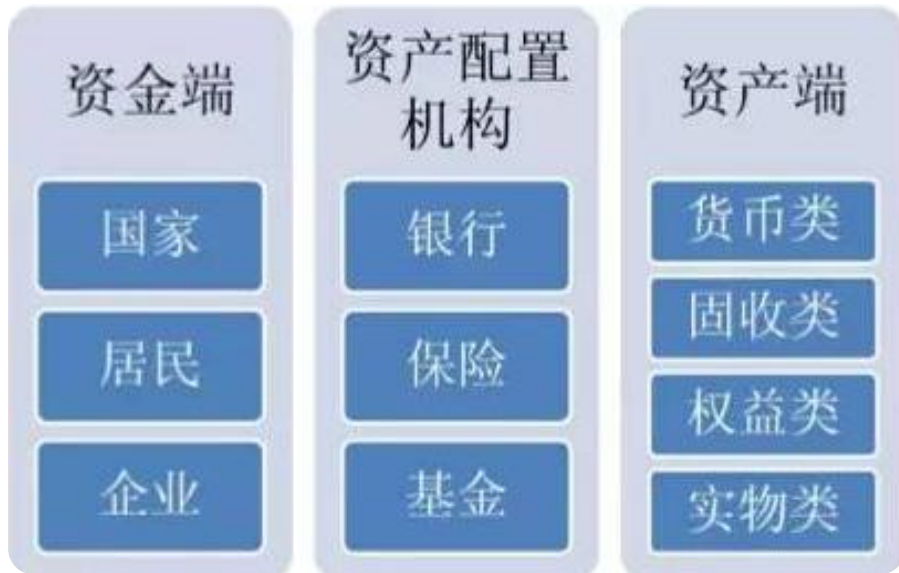 资金端
国家
居民
企业
资产配置
机构
银行
保险
基金
资产端
货币类
固收类
权益类
实物类